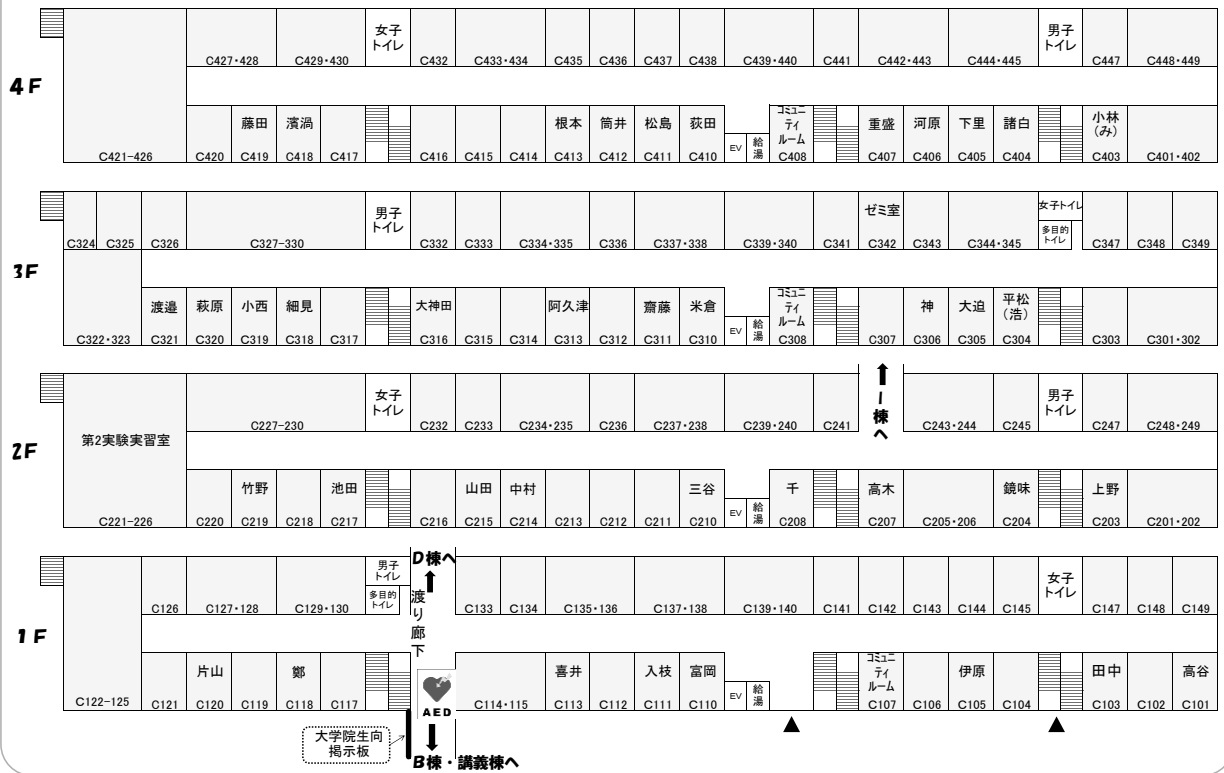 4F
女子
トイレ
男子
トイレ
C427・428 C429・430 C432 C433・434 C435 C436 C437 C438 C439・440 C441 C442・443 C444・445 C447 C448・449
藤田 濱渦 根本 筒井 松島 荻田
コミュニ
ティ
ルーム
重盛 河原 下里 諸白
小林
(み)
C421-426 C420 C419 C418 C417 C416 C415 C414 C413 C412 C411 C410 EV
給
湯
C408 C407 C406 C405 C404 C403 C401・402
3F
男子
トイレ
ゼミ室
女子トイレ
多目的
トイレ
C324 C325 C326 C327-330 C332 C333 C334・335 C336 C337・338 C339・340 C341 C342 C343 C344・345 C347 C348 C349
渡邉 萩原 小西 細見 大神田 阿久津 齋藤 米倉
コミュニ
ティ
ルーム
神 大迫
平松
(浩)
C322・323 C321 C320 C319 C318 C317 C316 C315 C314 C313 C312 C311 C310 EV
給
湯
C308 C307 C306 C305 C304 C303 C301・302
2F
女子
トイレ
I棟へ
男子
トイレ
第2実験実習室
C227-230 C232 C233 C234・235 C236 C237・238 C239・240 C241 C243・244 C245 C247 C248・249
竹野 池田 山田 中村 三谷 千 高木 鏡味 上野
C221-226 C220 C219 C218 C217 C216 C215 C214 C213 C212 C211 C210 EV
給
湯
C208 C207 C205・206 C204 C203 C201・202
1F
男子
トイレ
多目的
トイレ
D棟へ
渡り廊下
女子
トイレ
C126 C127・128 C129・130 C133 C134 C135・136 C137・138 C139・140 C141 C142 C143 C144 C145 C147 C148 C149
片山 鄭 喜井 入枝 富岡
コミュニ
ティ
ルーム
伊原 田中 高谷
C122-125 C121 C120 C119 C118 C117
AED
C114・115 C113 C112 C111 C110 EV
給
湯
C107 C106 C105 C104 C103 C102 C101
大学院生向
掲示板
B棟・講義棟へ